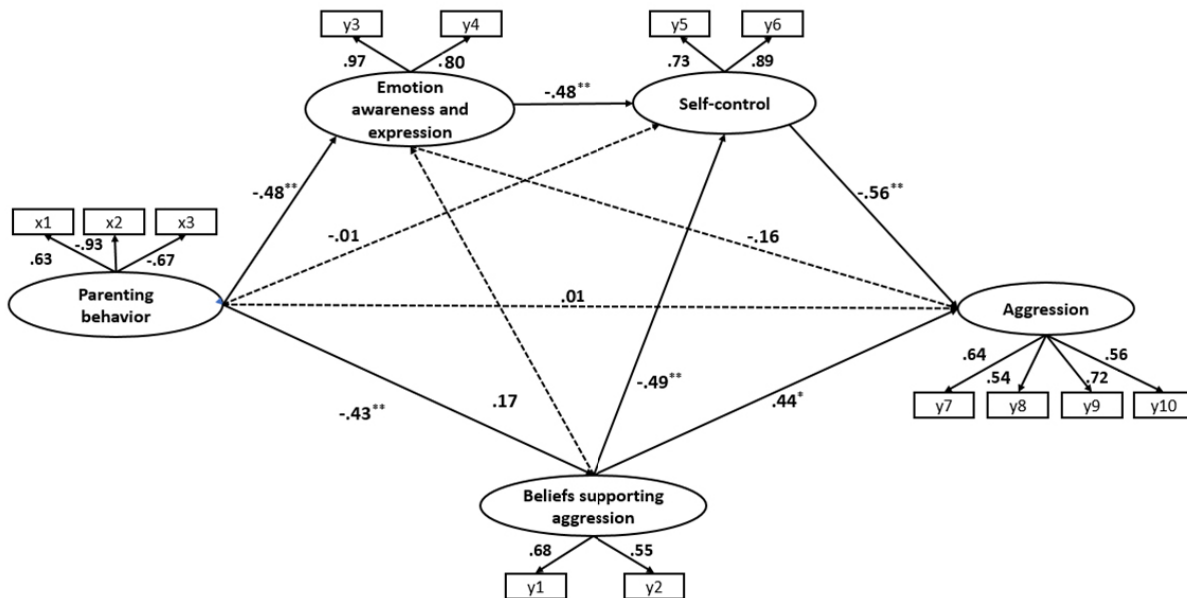 y3
y4
y5
y6
.97
.80
.73
.89
Emotion
awareness and
expression
-.48**
Self-control
-.48**
-.56**
x1
x2
x3
.63
-.93
-.67
-.01
-.16
Parenting
behavior
.01
Aggression
.64
.54
.72
.56
-.43**
.17
-.49**
.44*
y7
y8
y9
y10
Beliefs supporting
aggression
.68
.55
y1
y2